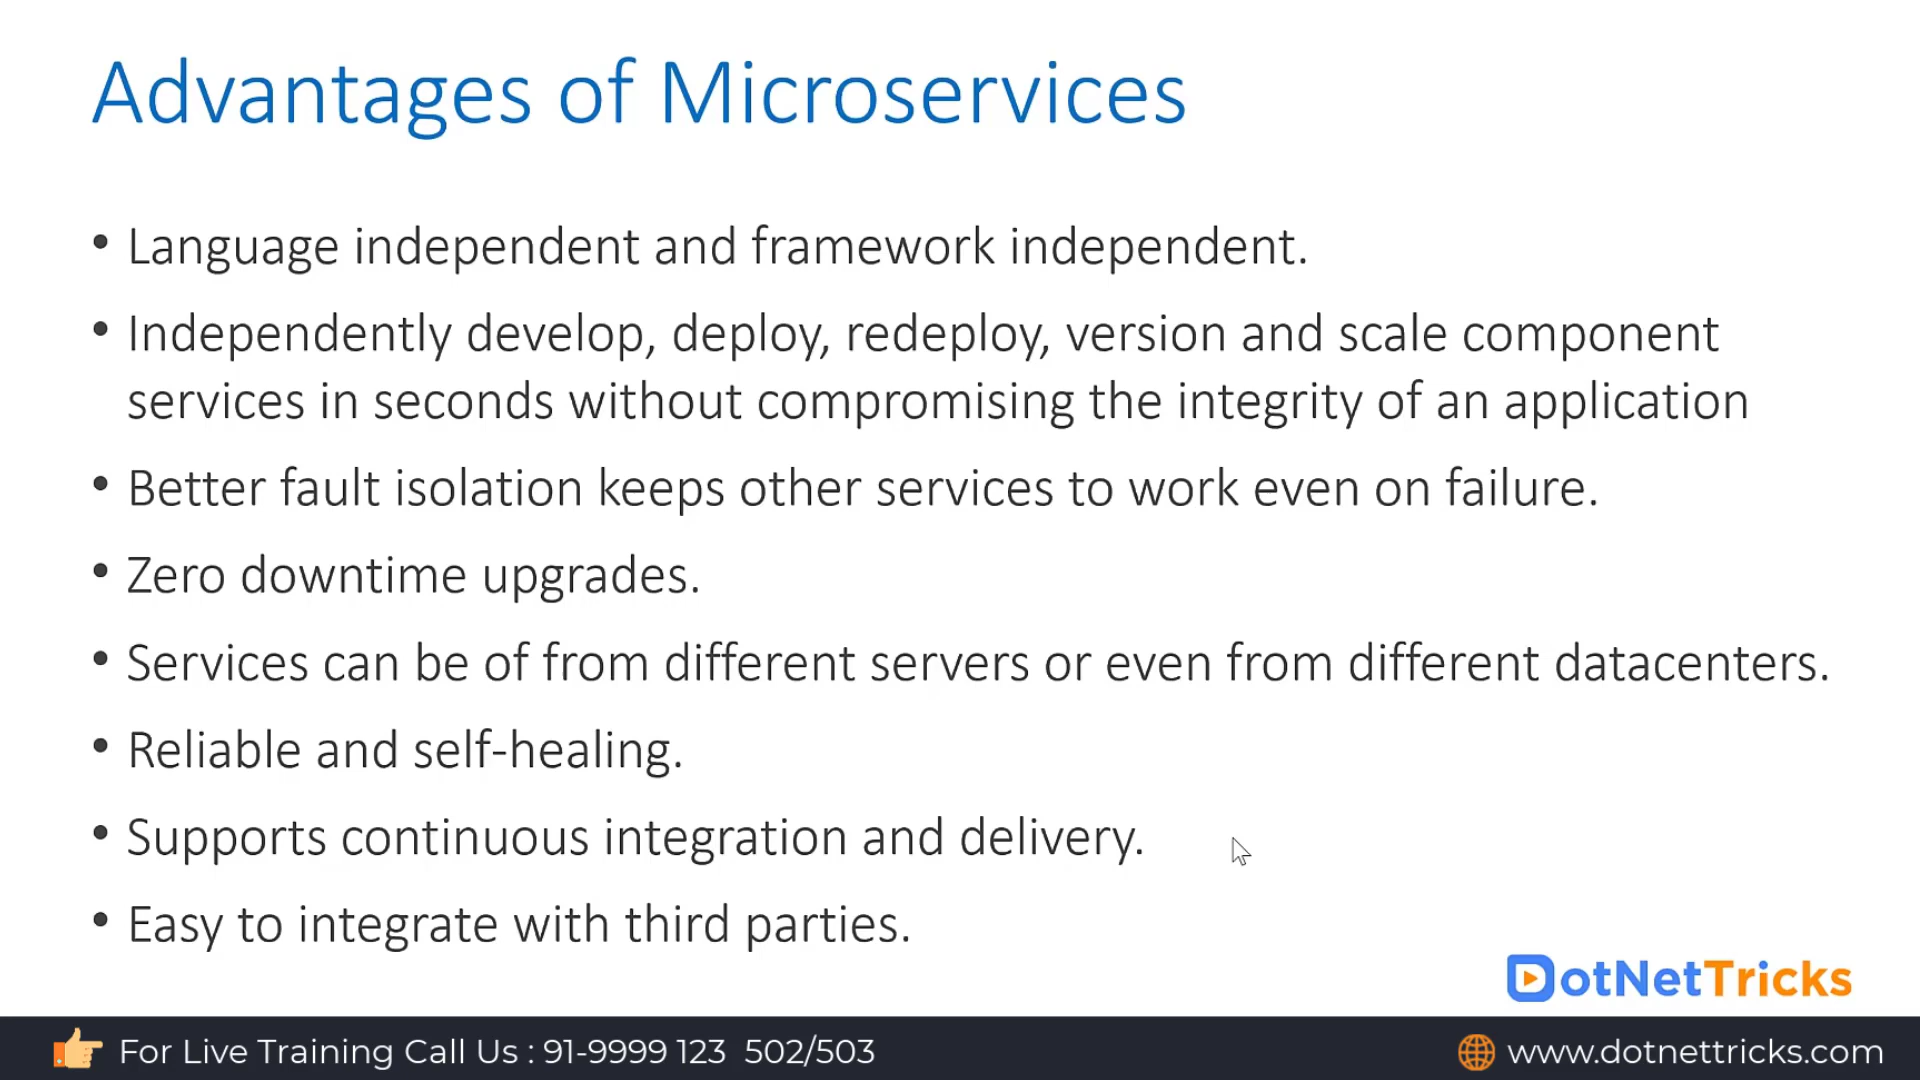 Advantages of Microservices
• Language independent and framework independent.
• Independently develop, deploy, redeploy, version and scale component
services in seconds without compromising the integrity of an application
• Better fault isolation keeps other services to work even on failure.
• Zero downtime upgrades.
• Services can be of from different servers or even from different datacenters.
• Reliable and self-healing.
• Supports continuous integration and delivery.
• Easy to integrate with third parties.
DotNetTricks
For Live Training Call Us : 91-9999 123 502/503
www.dotnettricks.com